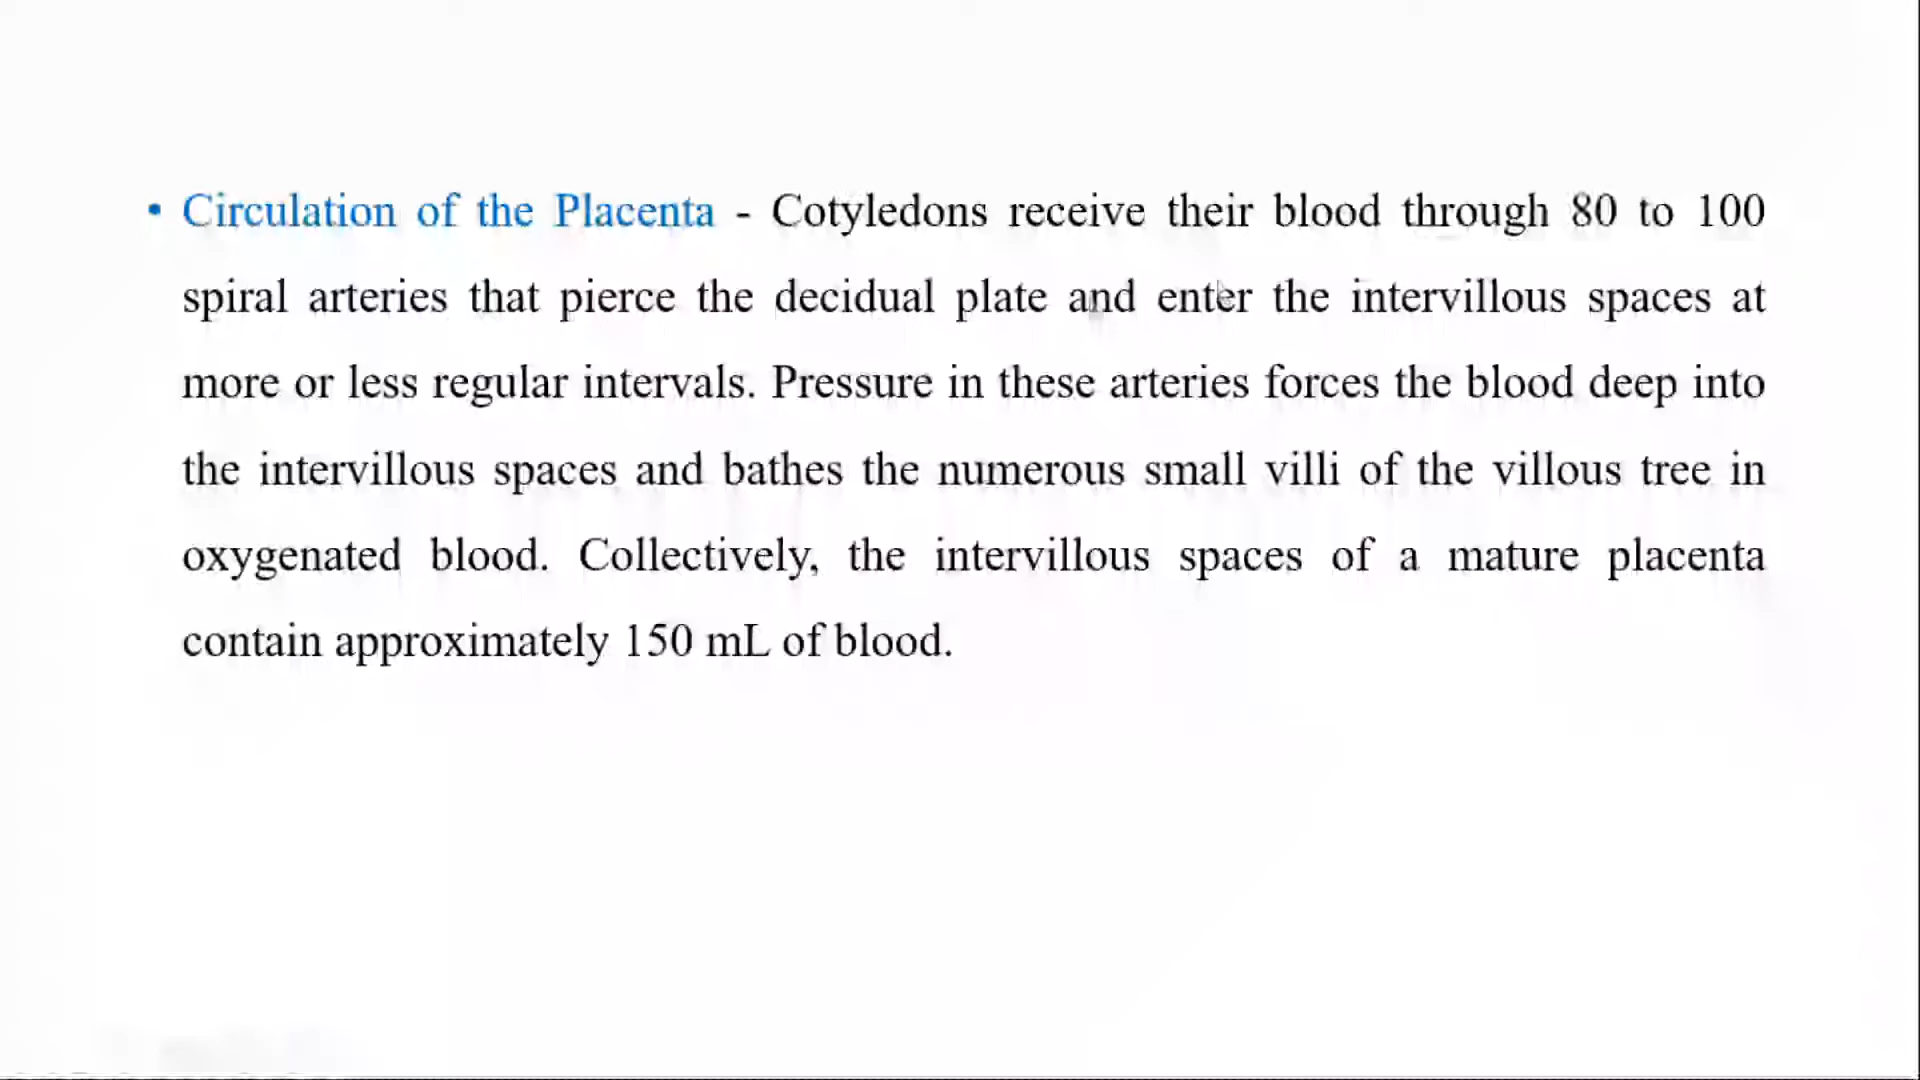 • Circulation of the Placenta - Cotyledons receive their blood through 80 to 100
spiral arteries that pierce the decidual plate and enter the intervillous spaces at
more or less regular intervals. Pressure in these arteries forces the blood deep into
the intervillous spaces and bathes the numerous small villi of the villous tree in
oxygenated blood. Collectively, the intervillous spaces of a mature placenta
contain approximately 150 mL of blood.